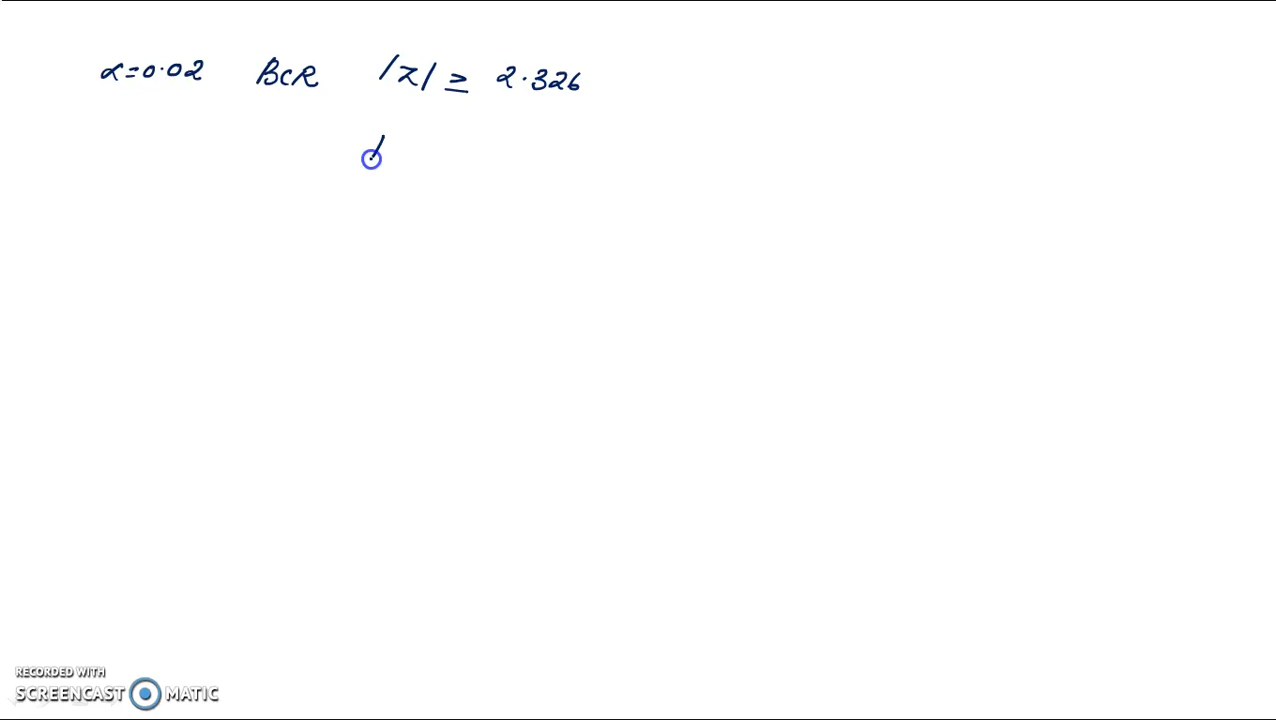 α=0.02 BCR |z| ≥ 2.326
/
RECORDED WITH
SCREENCAST MATIC